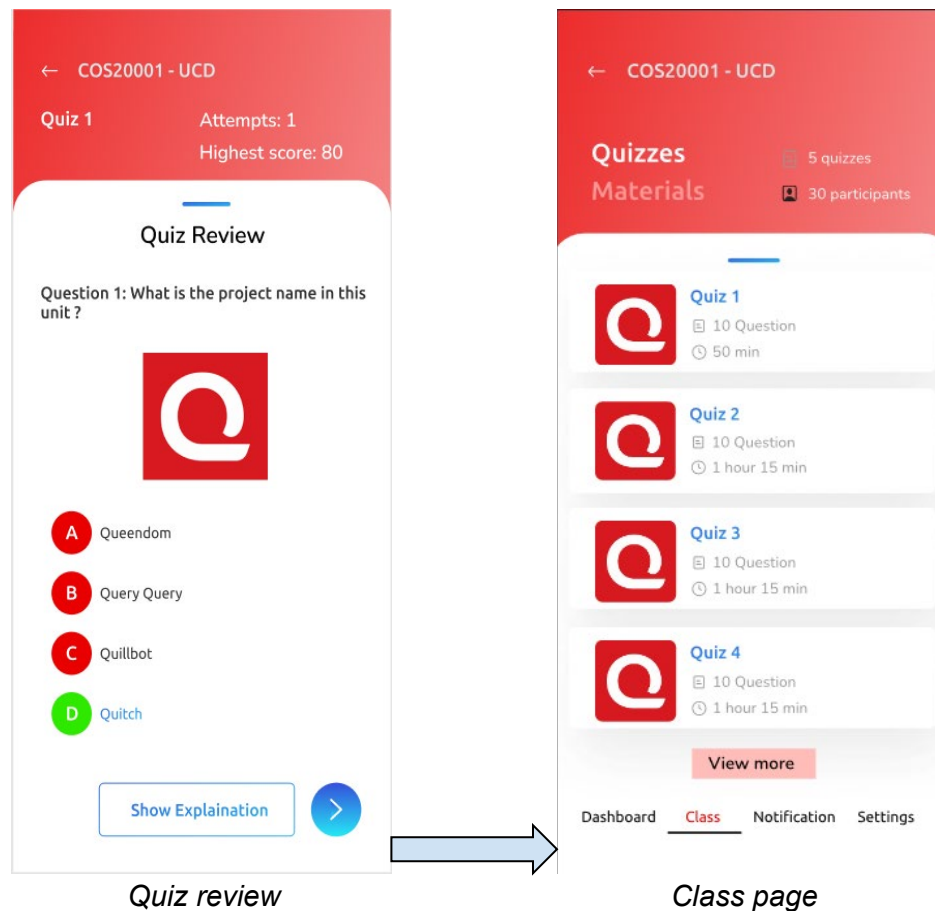 ← COS20001 - UCD
Quiz 1
Attempts: 1
Highest score: 80
Quiz Review
Question 1: What is the project name in this
unit ?
A Queendom
B Query Query
C Quillbot
D Quitch
Show Explaination
Quiz review
← COS20001 - UCD
Quizzes
5 quizzes
Materials
30 participants
Quiz 1
10 Question
50 min
Quiz 2
10 Question
1 hour 15 min
Quiz 3
10 Question
1 hour 15 min
Quiz 4
10 Question
1 hour 15 min
View more
Dashboard Class Notification Settings
Class page